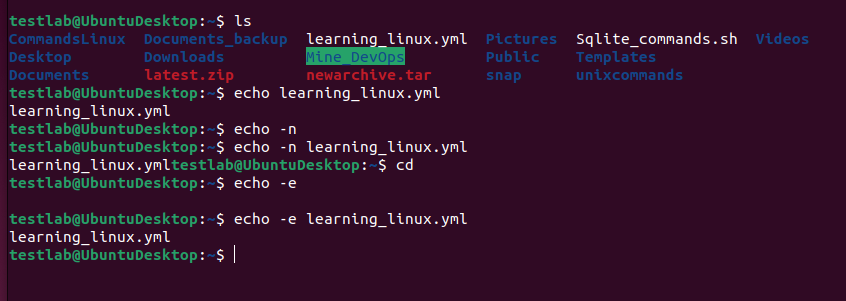 testlab@UbuntuDesktop:~$ ls
CommandsLinux  Documents_backup  learning_linux.yml  Pictures  Sqlite_commands.sh  Videos
Desktop        Downloads         Mine_DevOps         Public    Templates
Documents      latest.zip        newarchive.tar      snap      unixcommands
testlab@UbuntuDesktop:~$ echo learning_linux.yml
learning_linux.yml
testlab@UbuntuDesktop:~$ echo -n
testlab@UbuntuDesktop:~$ echo -n learning_linux.yml
learning_linux.ymltestlab@UbuntuDesktop:~$ cd
testlab@UbuntuDesktop:~$ echo -e

testlab@UbuntuDesktop:~$ echo -e learning_linux.yml
learning_linux.yml
testlab@UbuntuDesktop:~$